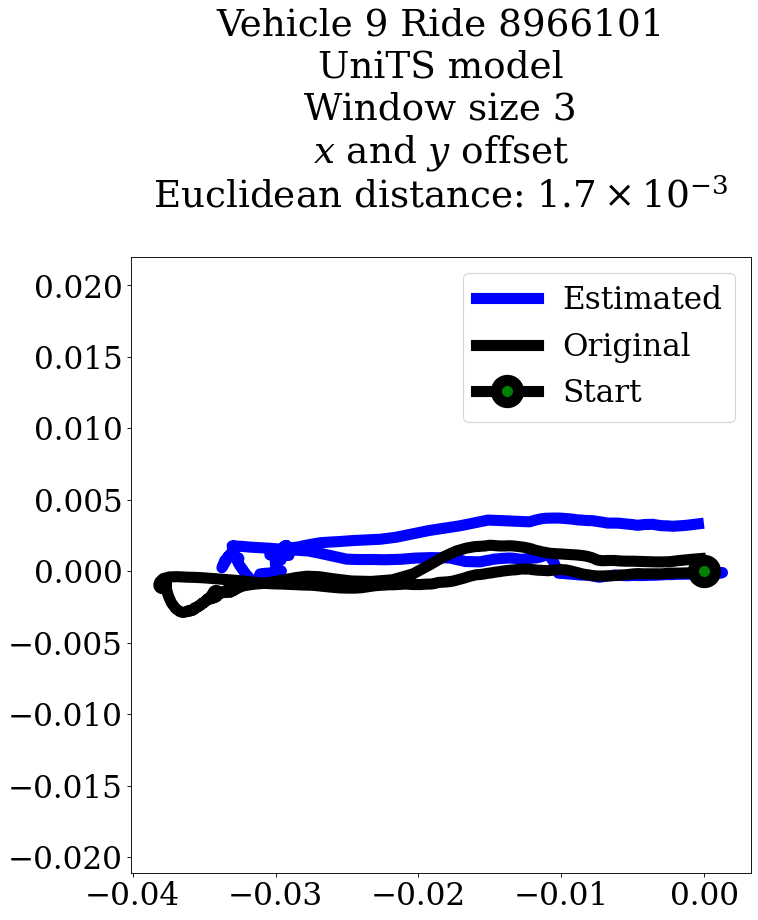 Vehicle 9 Ride 8966101
UniTS model
Window size 3
x and y offset
Euclidean distance: 1.7 × 10⁻³
Estimated
Original
Start
0.020
0.015
0.010
0.005
0.000
−0.005
−0.010
−0.015
−0.020
−0.04 −0.03 −0.02 −0.01 0.00